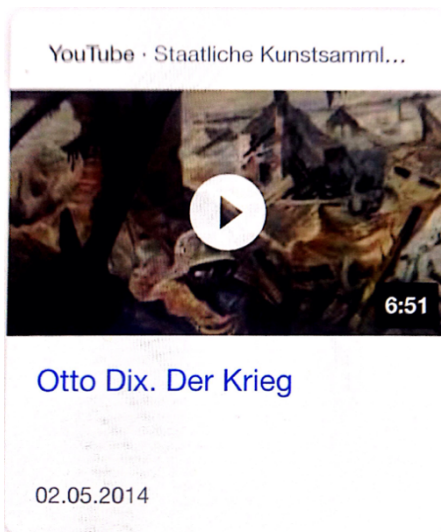 YouTube · Staatliche Kunstsamml...
6:51
Otto Dix. Der Krieg
02.05.2014